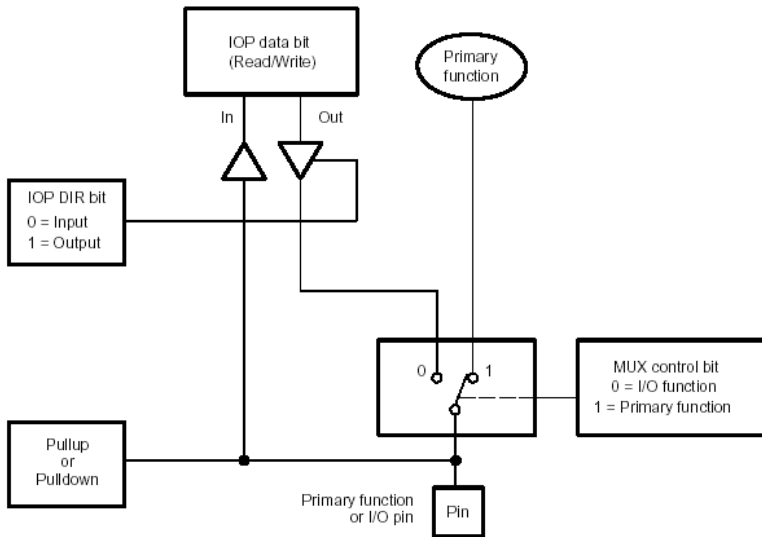 IOP data bit
(Read/Write)
Primary
function
In
Out
IOP DIR bit
0 = Input
1 = Output
0
1
MUX control bit
0 = I/O function
1 = Primary function
Pullup
or
Pulldown
Primary function
or I/O pin
Pin